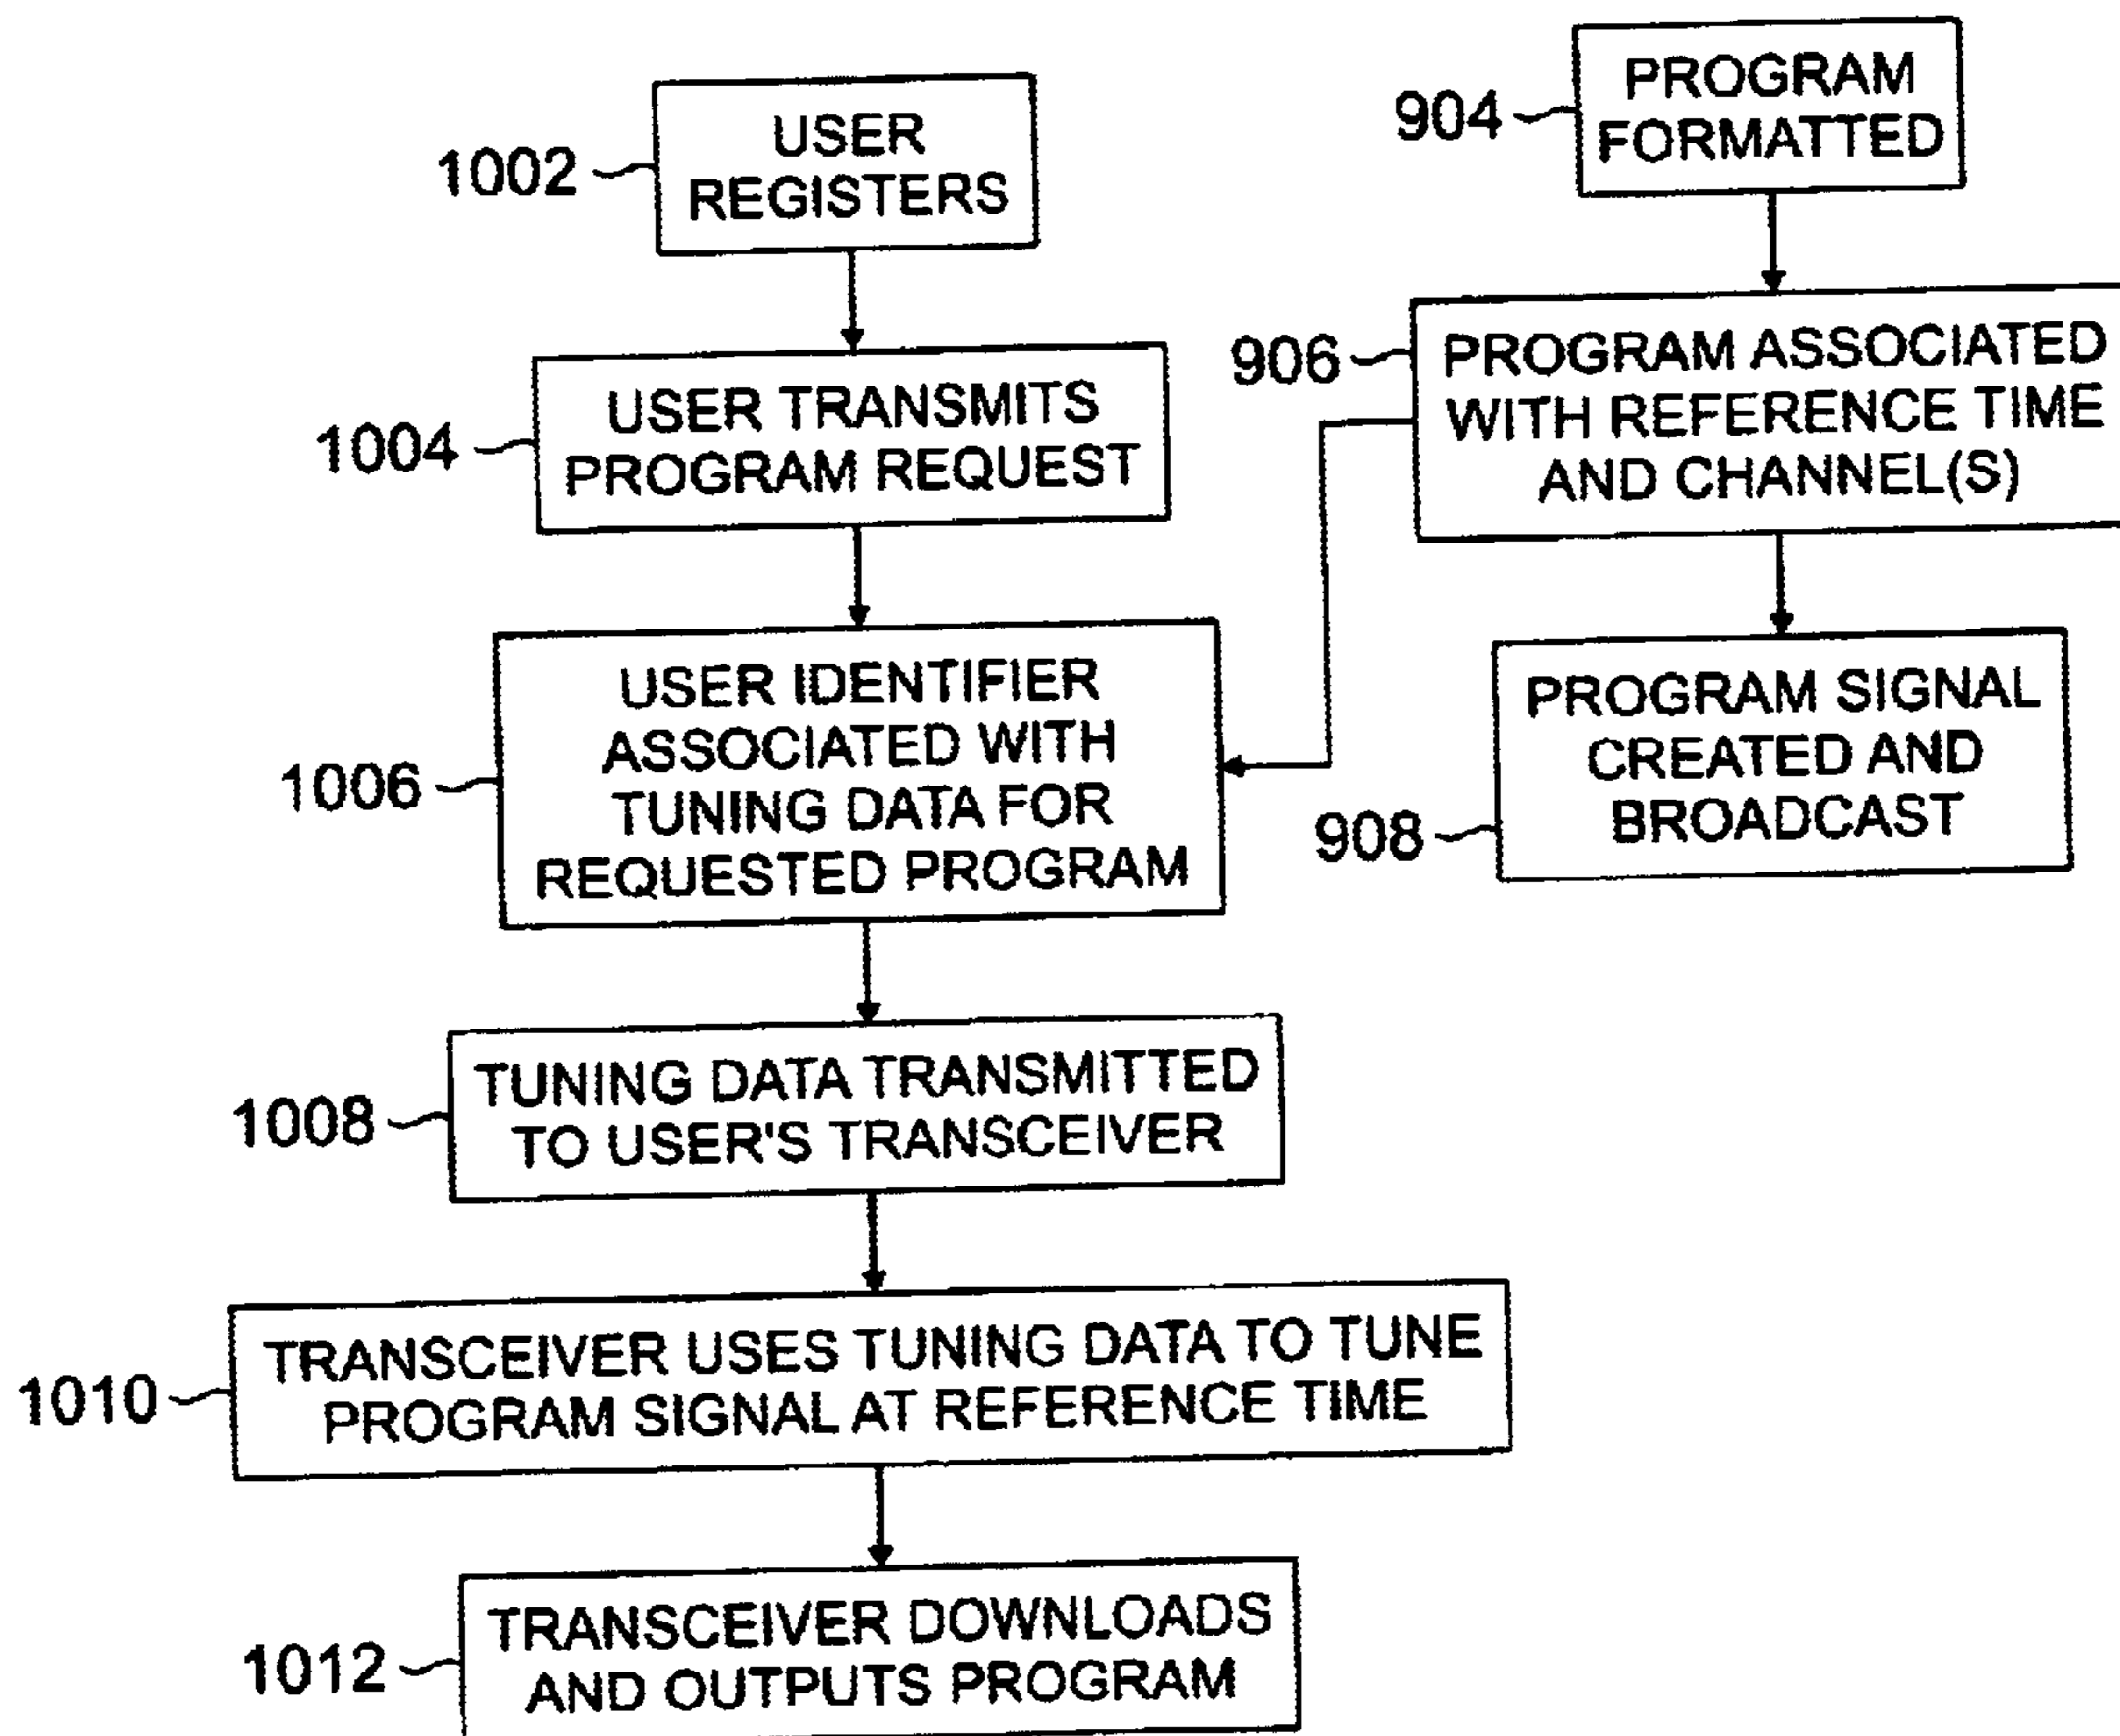 1002
USER
REGISTERS
1004
USER TRANSMITS
PROGRAM REQUEST
1006
USER IDENTIFIER
ASSOCIATED WITH
TUNING DATA FOR
REQUESTED PROGRAM
1008
TUNING DATA TRANSMITTED
TO USER'S TRANSCEIVER
1010
TRANSCEIVER USES TUNING DATA TO TUNE
PROGRAM SIGNAL AT REFERENCE TIME
1012
TRANSCEIVER DOWNLOADS
AND OUTPUTS PROGRAM
904
PROGRAM
FORMATTED
906
PROGRAM ASSOCIATED
WITH REFERENCE TIME
AND CHANNEL(S)
908
PROGRAM SIGNAL
CREATED AND
BROADCAST